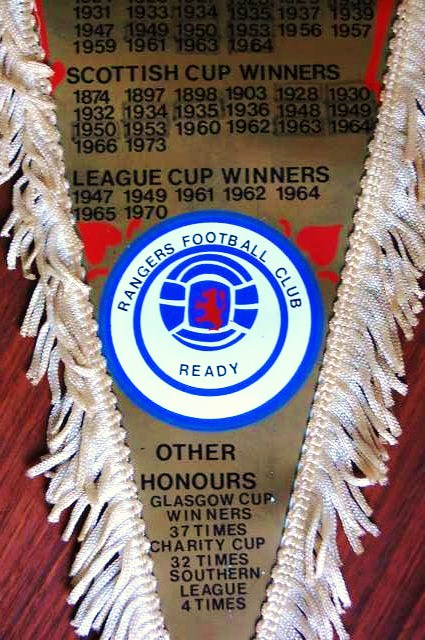 1931 1933 1934 1935 1937 1939
1947 1949 1950 1953 1956 1957
1959 1961 1963 1964
SCOTTISH CUP WINNERS
1874 1897 1898 1903 1928 1930
1932 1934 1935 1936 1948 1949
1950 1953 1960 1962 1963 1964
1966 1973
LEAGUE CUP WINNERS
1947 1949 1961 1962 1964
1965 1970
RANGERS FOOTBALL CLUB
READY
OTHER
HONOURS
GLASGOW CUP
WINNERS
37 TIMES
CHARITY CUP
32 TIMES
SOUTHERN
LEAGUE
4 TIMES